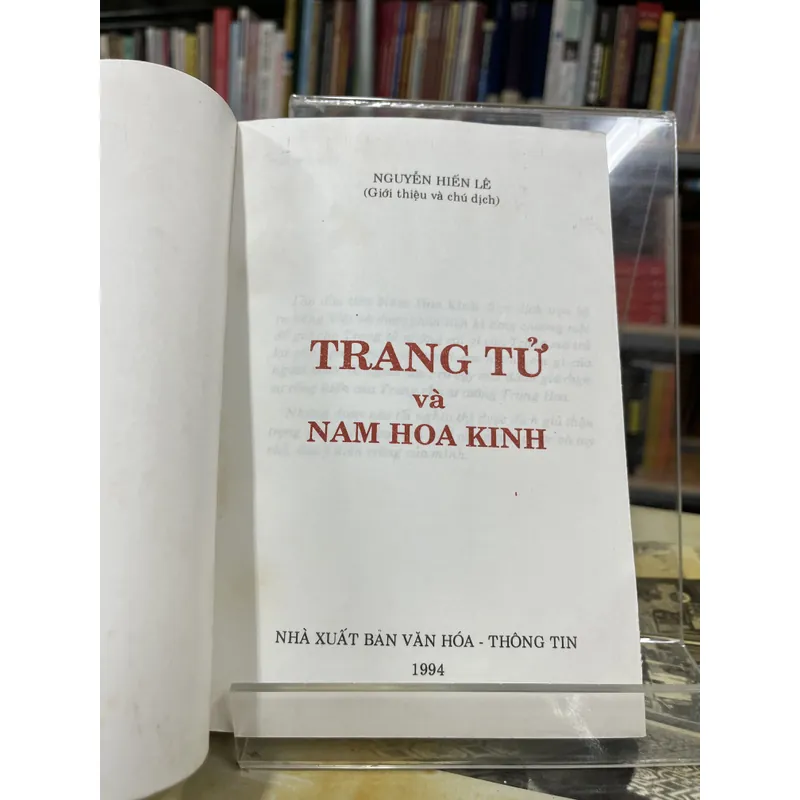 NGUYỄN HIẾN LÊ
(Giới thiệu và chú dịch)
TRANG TỬ
và
NAM HOA KINH
NHÀ XUẤT BẢN VĂN HÓA - THÔNG TIN
1994